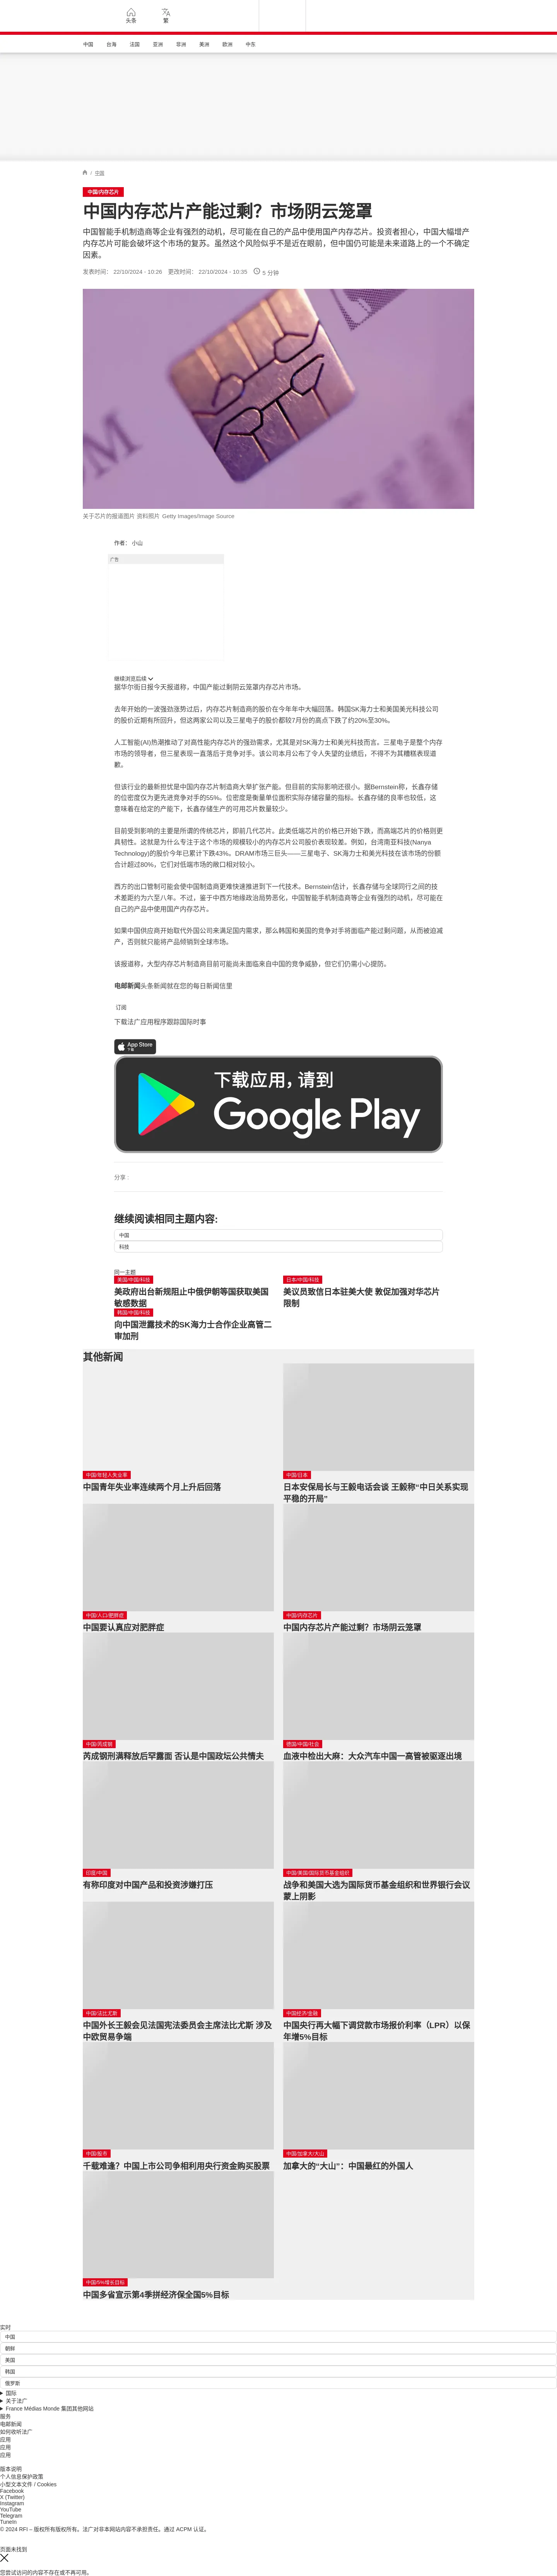 头条
繁
中国 台海 法国 亚洲 非洲 美洲 欧洲 中东
/ 中国
中国/内存芯片
中国内存芯片产能过剩？市场阴云笼罩
中国智能手机制造商等企业有强烈的动机，尽可能在自己的产品中使用国产内存芯片。投资者担心，中国大幅增产
内存芯片可能会破坏这个市场的复苏。虽然这个风险似乎不是近在眼前，但中国仍可能是未来道路上的一个不确定
因素。
发表时间： 22/10/2024 - 10:26 更改时间： 22/10/2024 - 10:35 5 分钟
关于芯片的报道图片 资料照片 Getty Images/Image Source
作者： 小山
广告
继续浏览后续
据华尔街日报今天报道称，中国产能过剩阴云笼罩内存芯片市场。
去年开始的一波强劲涨势过后，内存芯片制造商的股价在今年年中大幅回落。韩国SK海力士和美国美光科技公司
的股价近期有所回升，但这两家公司以及三星电子的股价都较7月份的高点下跌了约20%至30%。
人工智能(AI)热潮推动了对高性能内存芯片的强劲需求，尤其是对SK海力士和美光科技而言。三星电子是整个内存
市场的领导者，但三星表现一直落后于竞争对手。该公司本月公布了令人失望的业绩后，不得不为其糟糕表现道
歉。
但该行业的最新担忧是中国内存芯片制造商大举扩张产能。但目前的实际影响还很小。据Bernstein称，长鑫存储
的位密度仅为更先进竞争对手的55%。位密度是衡量单位面积实际存储容量的指标。长鑫存储的良率也较低，这
意味着在给定的产能下，长鑫存储生产的可用芯片数量较少。
目前受到影响的主要是所谓的传统芯片，即前几代芯片。此类低端芯片的价格已开始下跌，而高端芯片的价格则更
具韧性。这就是为什么专注于这个市场的规模较小的内存芯片公司股价表现较差。例如，台湾南亚科技(Nanya
Technology)的股价今年已累计下跌43%。DRAM市场三巨头——三星电子、SK海力士和美光科技在该市场的份额
合计超过80%，它们对低端市场的敞口相对较小。
西方的出口管制可能会使中国制造商更难快速推进到下一代技术。Bernstein估计，长鑫存储与全球同行之间的技
术差距约为六至八年。不过，鉴于中西方地缘政治局势恶化，中国智能手机制造商等企业有强烈的动机，尽可能在
自己的产品中使用国产内存芯片。
如果中国供应商开始取代外国公司来满足国内需求，那么韩国和美国的竞争对手将面临产能过剩问题，从而被迫减
产，否则就只能将产品倾销到全球市场。
该报道称，大型内存芯片制造商目前可能尚未面临来自中国的竞争威胁，但它们仍需小心提防。
电邮新闻头条新闻就在您的每日新闻信里
订阅
下载法广应用程序跟踪国际时事
App Store
下载
下载应用，请到
Google Play
分享 :
继续阅读相同主题内容:
中国
科技
同一主题
美国/中国/科技
美政府出台新规阻止中俄伊朝等国获取美国
敏感数据
日本/中国/科技
美议员致信日本驻美大使 敦促加强对华芯片
限制
韩国/中国/科技
向中国泄露技术的SK海力士合作企业高管二
审加刑
其他新闻
中国/年轻人失业率
中国青年失业率连续两个月上升后回落
中国/日本
日本安保局长与王毅电话会谈 王毅称“中日关系实现
平稳的开局”
中国/人口/肥胖症
中国要认真应对肥胖症
中国/内存芯片
中国内存芯片产能过剩？市场阴云笼罩
中国/芮成钢
芮成钢刑满释放后罕露面 否认是中国政坛公共情夫
德国/中国/社会
血液中检出大麻：大众汽车中国一高管被驱逐出境
印度/中国
有称印度对中国产品和投资涉嫌打压
中国/美国/国际货币基金组织
战争和美国大选为国际货币基金组织和世界银行会议
蒙上阴影
中国/法比尤斯
中国外长王毅会见法国宪法委员会主席法比尤斯 涉及
中欧贸易争端
中国经济/金融
中国央行再大幅下调贷款市场报价利率（LPR）以保
年增5%目标
中国/股市
千载难逢？中国上市公司争相利用央行资金购买股票
中国/加拿大/大山
加拿大的“大山”：中国最红的外国人
中国/5%增长目标
中国多省宣示第4季拼经济保全国5%目标
实时
中国
朝鲜
美国
韩国
俄罗斯
国际
关于法广
France Médias Monde 集团其他网站
服务
电邮新闻
如何收听法广
应用
应用
应用
版本说明
个人信息保护政策
小型文本文件 / Cookies
Facebook
X (Twitter)
Instagram
YouTube
Telegram
TuneIn
© 2024 RFI – 版权所有版权所有。法广对非本网站内容不承担责任。通过 ACPM 认证。
页面未找到
您尝试访问的内容不存在或不再可用。